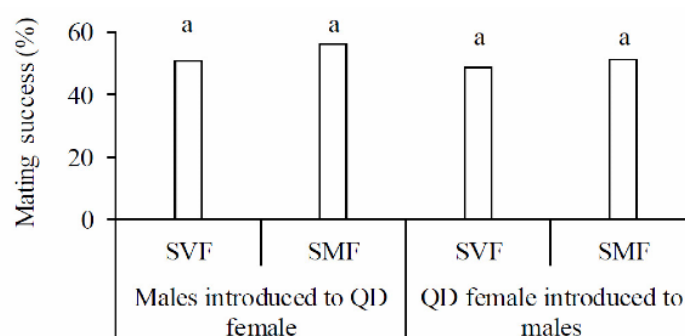 Mating success (%)
60
40
20
0
a
a
a
a
SVF
SMF
SVF
SMF
Males introduced to QD
female
QD female introduced to
males